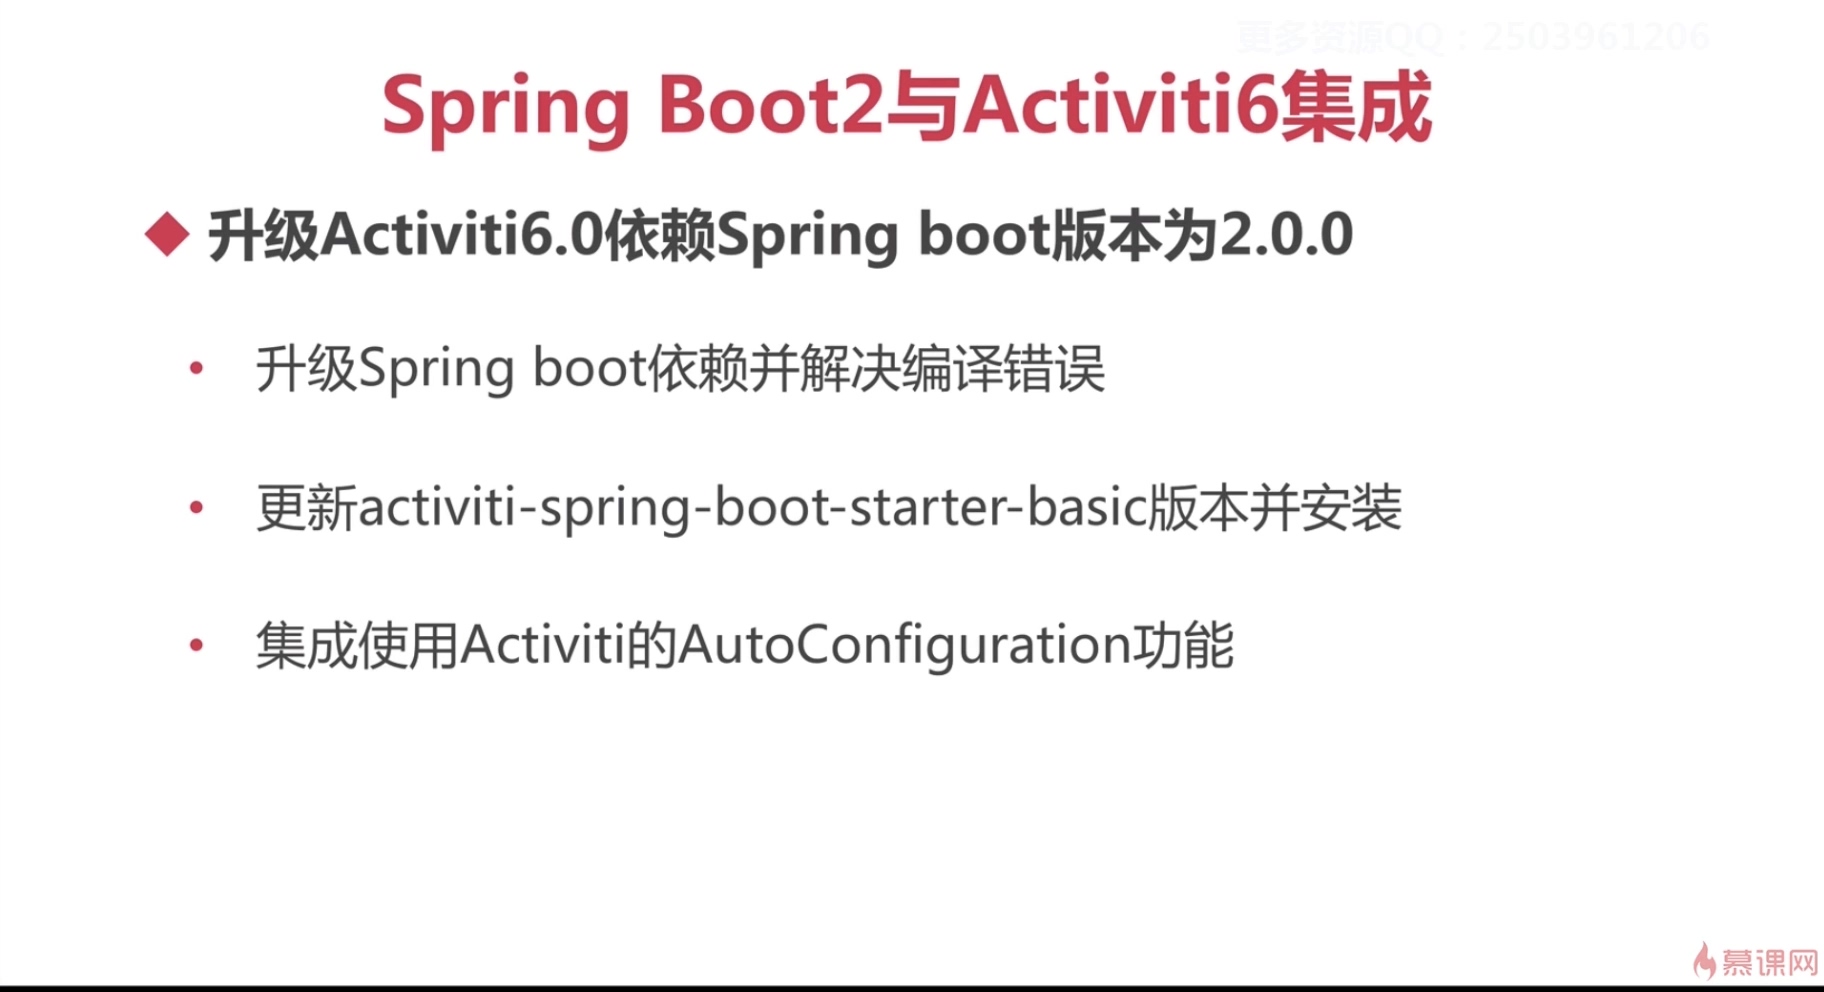 更多资源QQ：2503961206
Spring Boot2与Activiti6集成
升级Activiti6.0依赖Spring boot版本为2.0.0
升级Spring boot依赖并解决编译错误
更新activiti-spring-boot-starter-basic版本并安装
集成使用Activiti的AutoConfiguration功能
慕课网